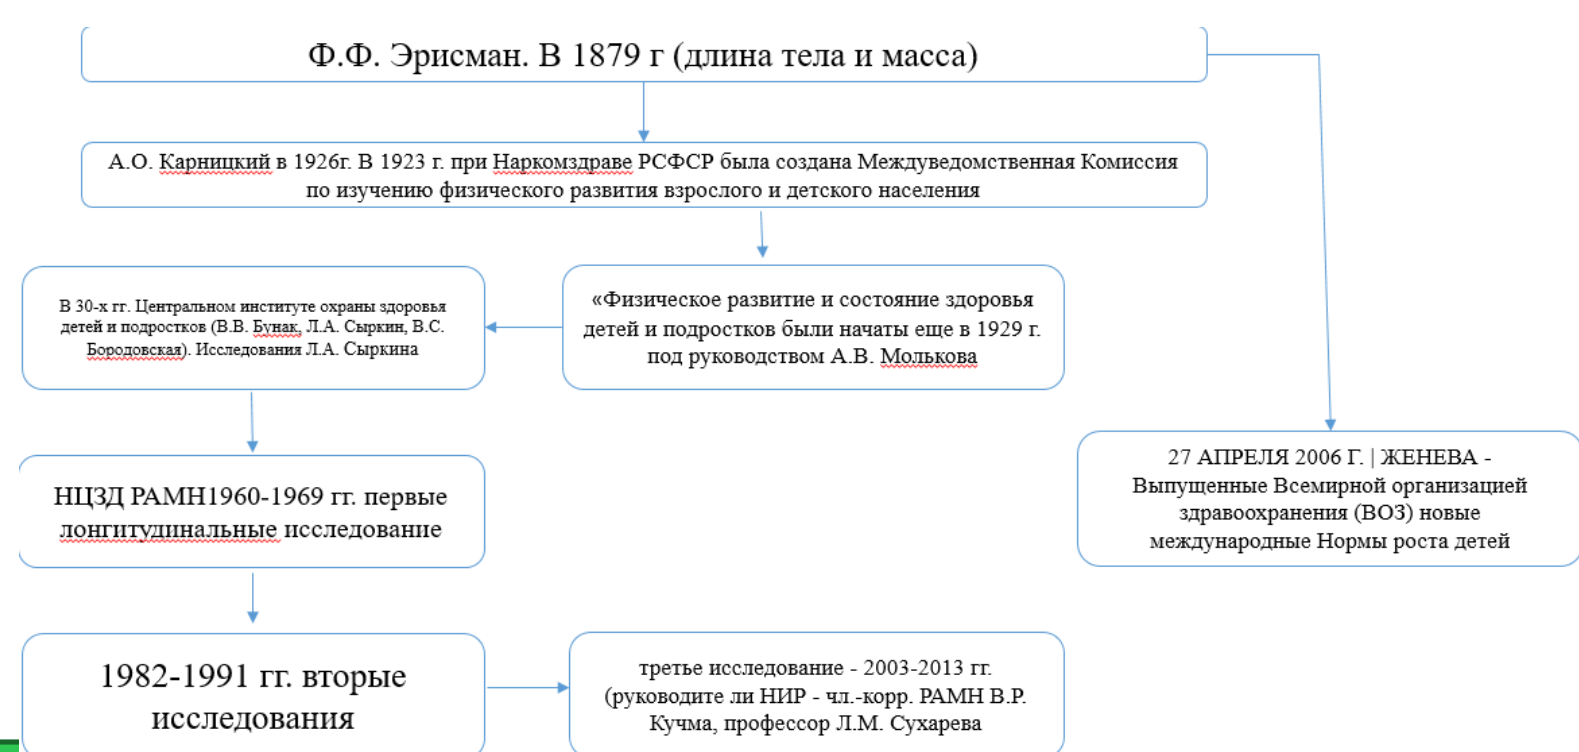 Ф.Ф. Эрисман. В 1879 г (длина тела и масса)
А.О. Карницкий в 1926г. В 1923 г. при Наркомздраве РСФСР была создана Междуведомственная Комиссия
по изучению физического развития взрослого и детского населения
«Физическое развитие и состояние здоровья
детей и подростков были начаты еще в 1929 г.
под руководством А.В. Молькова
В 30-х гг. Центральном институте охраны здоровья
детей и подростков (В.В. Бунак, Л.А. Сыркин, В.С.
Бородовская). Исследования Л.А. Сыркина
НЦЗД РАМН1960-1969 гг. первые
лонгитудинальные исследование
1982-1991 гг. вторые
исследования
третье исследование - 2003-2013 гг.
(руководите ли НИР - чл.-корр. РАМН В.Р.
Кучма, профессор Л.М. Сухарева
27 АПРЕЛЯ 2006 Г. | ЖЕНЕВА -
Выпущенные Всемирной организацией
здравоохранения (ВОЗ) новые
международные Нормы роста детей